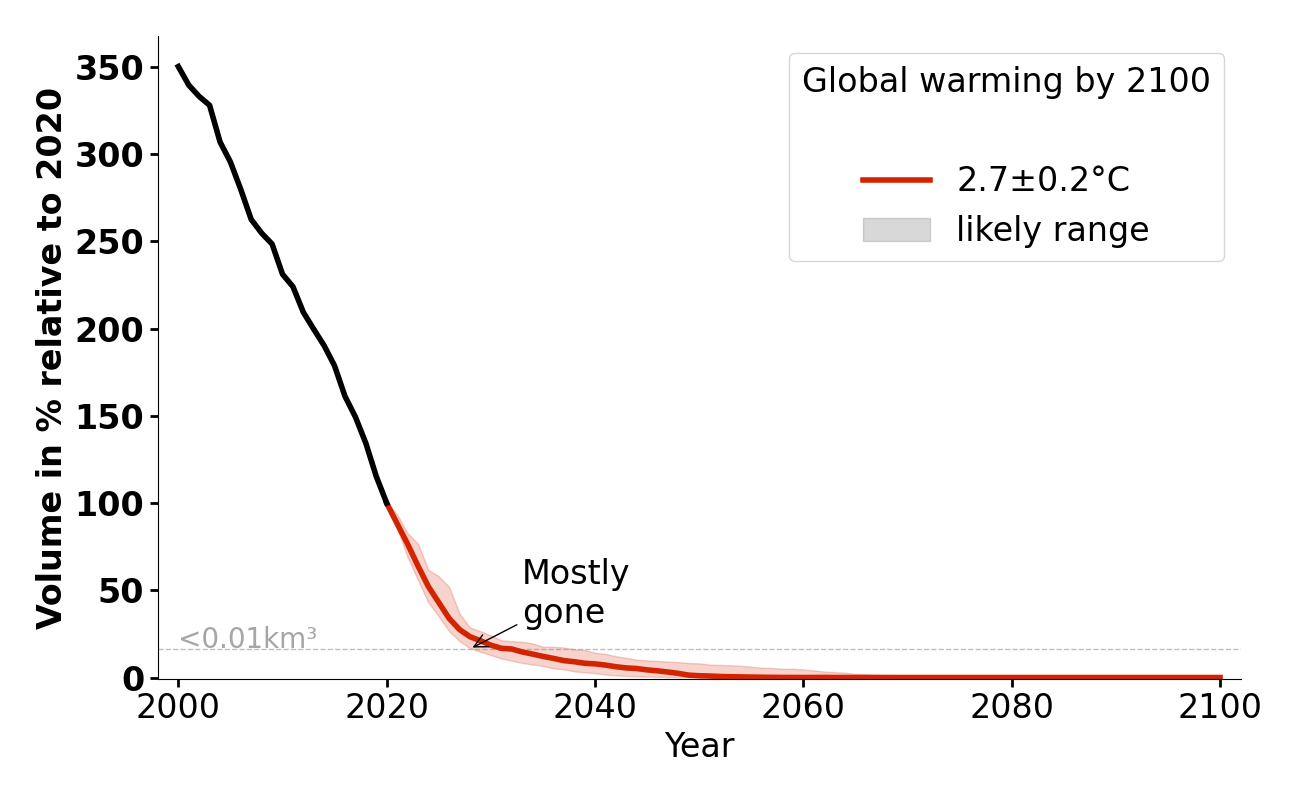 Volume in % relative to 2020
350
300
250
200
150
100
50
0
Global warming by 2100
2.7±0.2°C
likely range
Mostly
gone
<0.01km³
2000
2020
2040
2060
2080
2100
Year